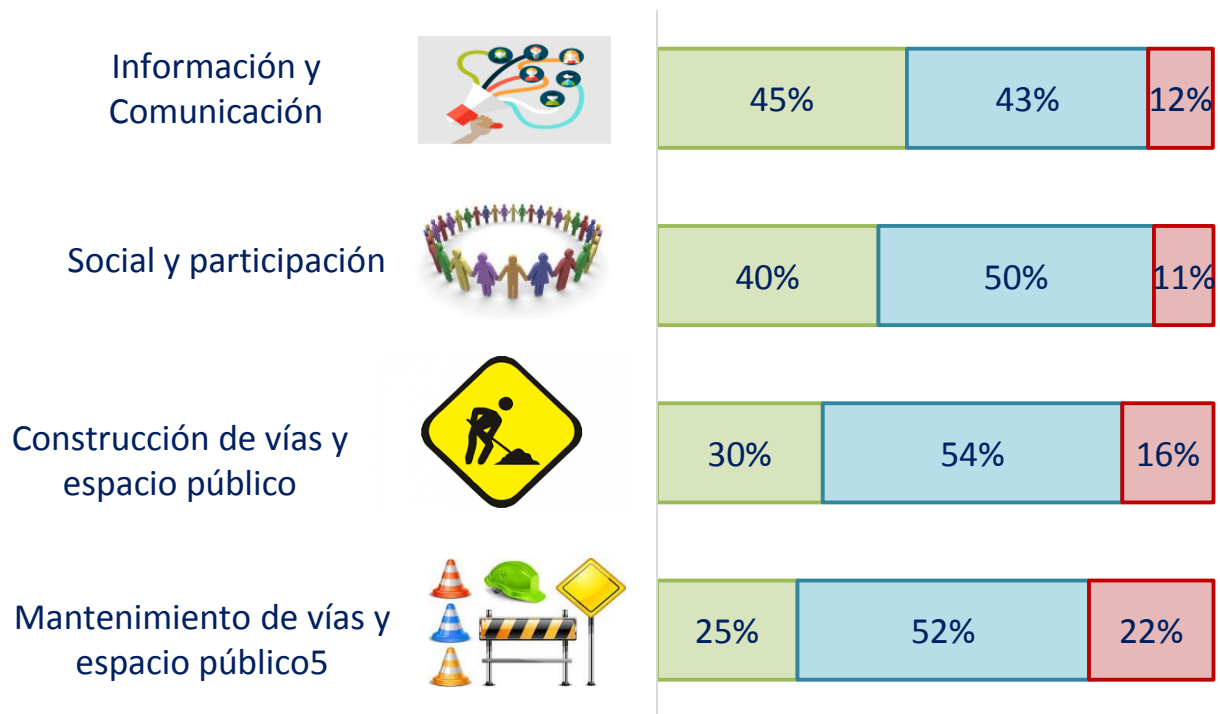 Información y
Comunicación
45% 43% 12%
Social y participación
40% 50% 11%
Construcción de vías y
espacio público
30% 54% 16%
Mantenimiento de vías y
espacio público5
25% 52% 22%